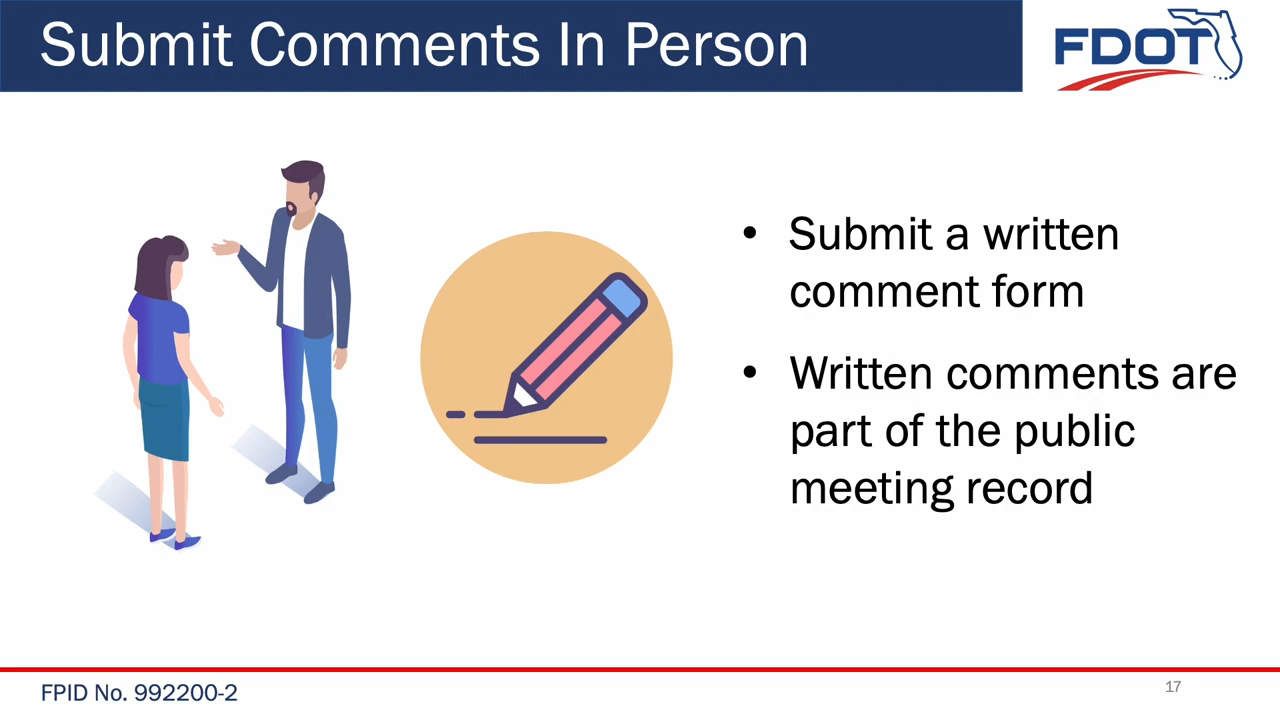 Submit Comments In Person
FDOT
• Submit a written
comment form
• Written comments are
part of the public
meeting record
FPID No. 992200-2
17